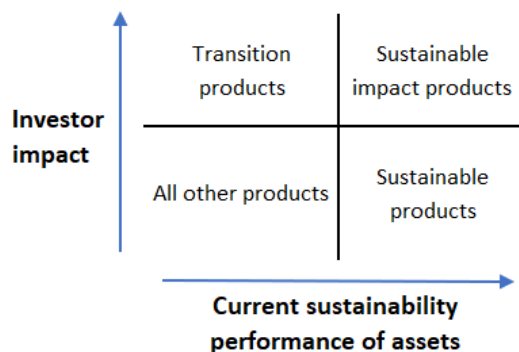 Transition
products
Sustainable
impact products
Investor
impact
All other products
Sustainable
products
Current sustainability
performance of assets